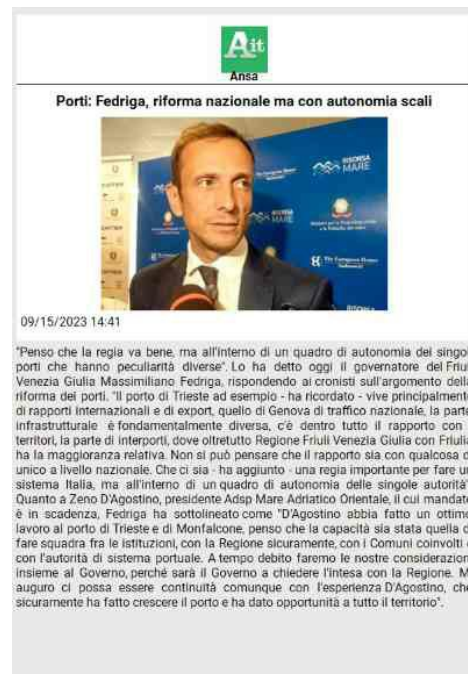 Ait
Ansa
Porti: Fedriga, riforma nazionale ma con autonomia scali
RISORSA
MARE
The European House
09/15/2023 14:41
"Penso che la regia va bene, ma all'interno di un quadro di autonomia dei singol
porti che hanno peculiarità diverse". Lo ha detto oggi il governatore del Friul
Venezia Giulia Massimiliano Fedriga, rispondendo ai cronisti sull'argomento della
riforma dei porti. "Il porto di Trieste ad esempio - ha ricordato - vive principalmente
di rapporti internazionali e di export, quello di Genova di traffico nazionale, la parte
infrastrutturale è fondamentalmente diversa, c'è dentro tutto il rapporto con
territori, la parte di interporti, dove oltretutto Regione Friuli Venezia Giulia con Friulia
ha la maggioranza relativa. Non si può pensare che il rapporto sia con qualcosa d
unico a livello nazionale. Che ci sia - ha aggiunto - una regia importante per fare un
sistema Italia, ma all'interno di un quadro di autonomia delle singole autorità".
Quanto a Zeno D'Agostino, presidente Adsp Mare Adriatico Orientale, il cui mandato
è in scadenza, Fedriga ha sottolineato come "D'Agostino abbia fatto un ottimo
lavoro al porto di Trieste e di Monfalcone, penso che la capacità sia stata quella d
fare squadra fra le istituzioni, con la Regione sicuramente, con i Comuni coinvolti e
con l'autorità di sistema portuale. A tempo debito faremo le nostre considerazion
insieme al Governo, perché sarà il Governo a chiedere l'intesa con la Regione. M
auguro ci possa essere continuità comunque con l'esperienza D'Agostino, che
sicuramente ha fatto crescere il porto e ha dato opportunità a tutto il territorio".